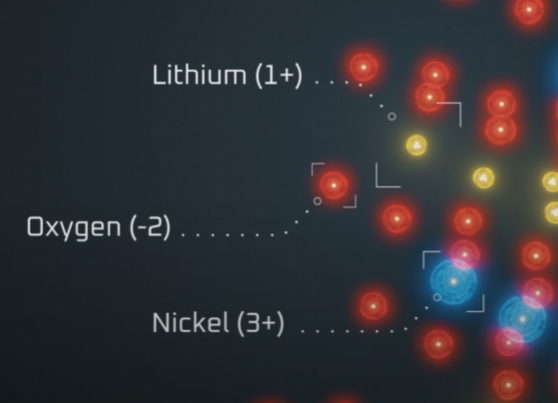 Lithium (1+)
Oxygen (-2)
Nickel (3+)